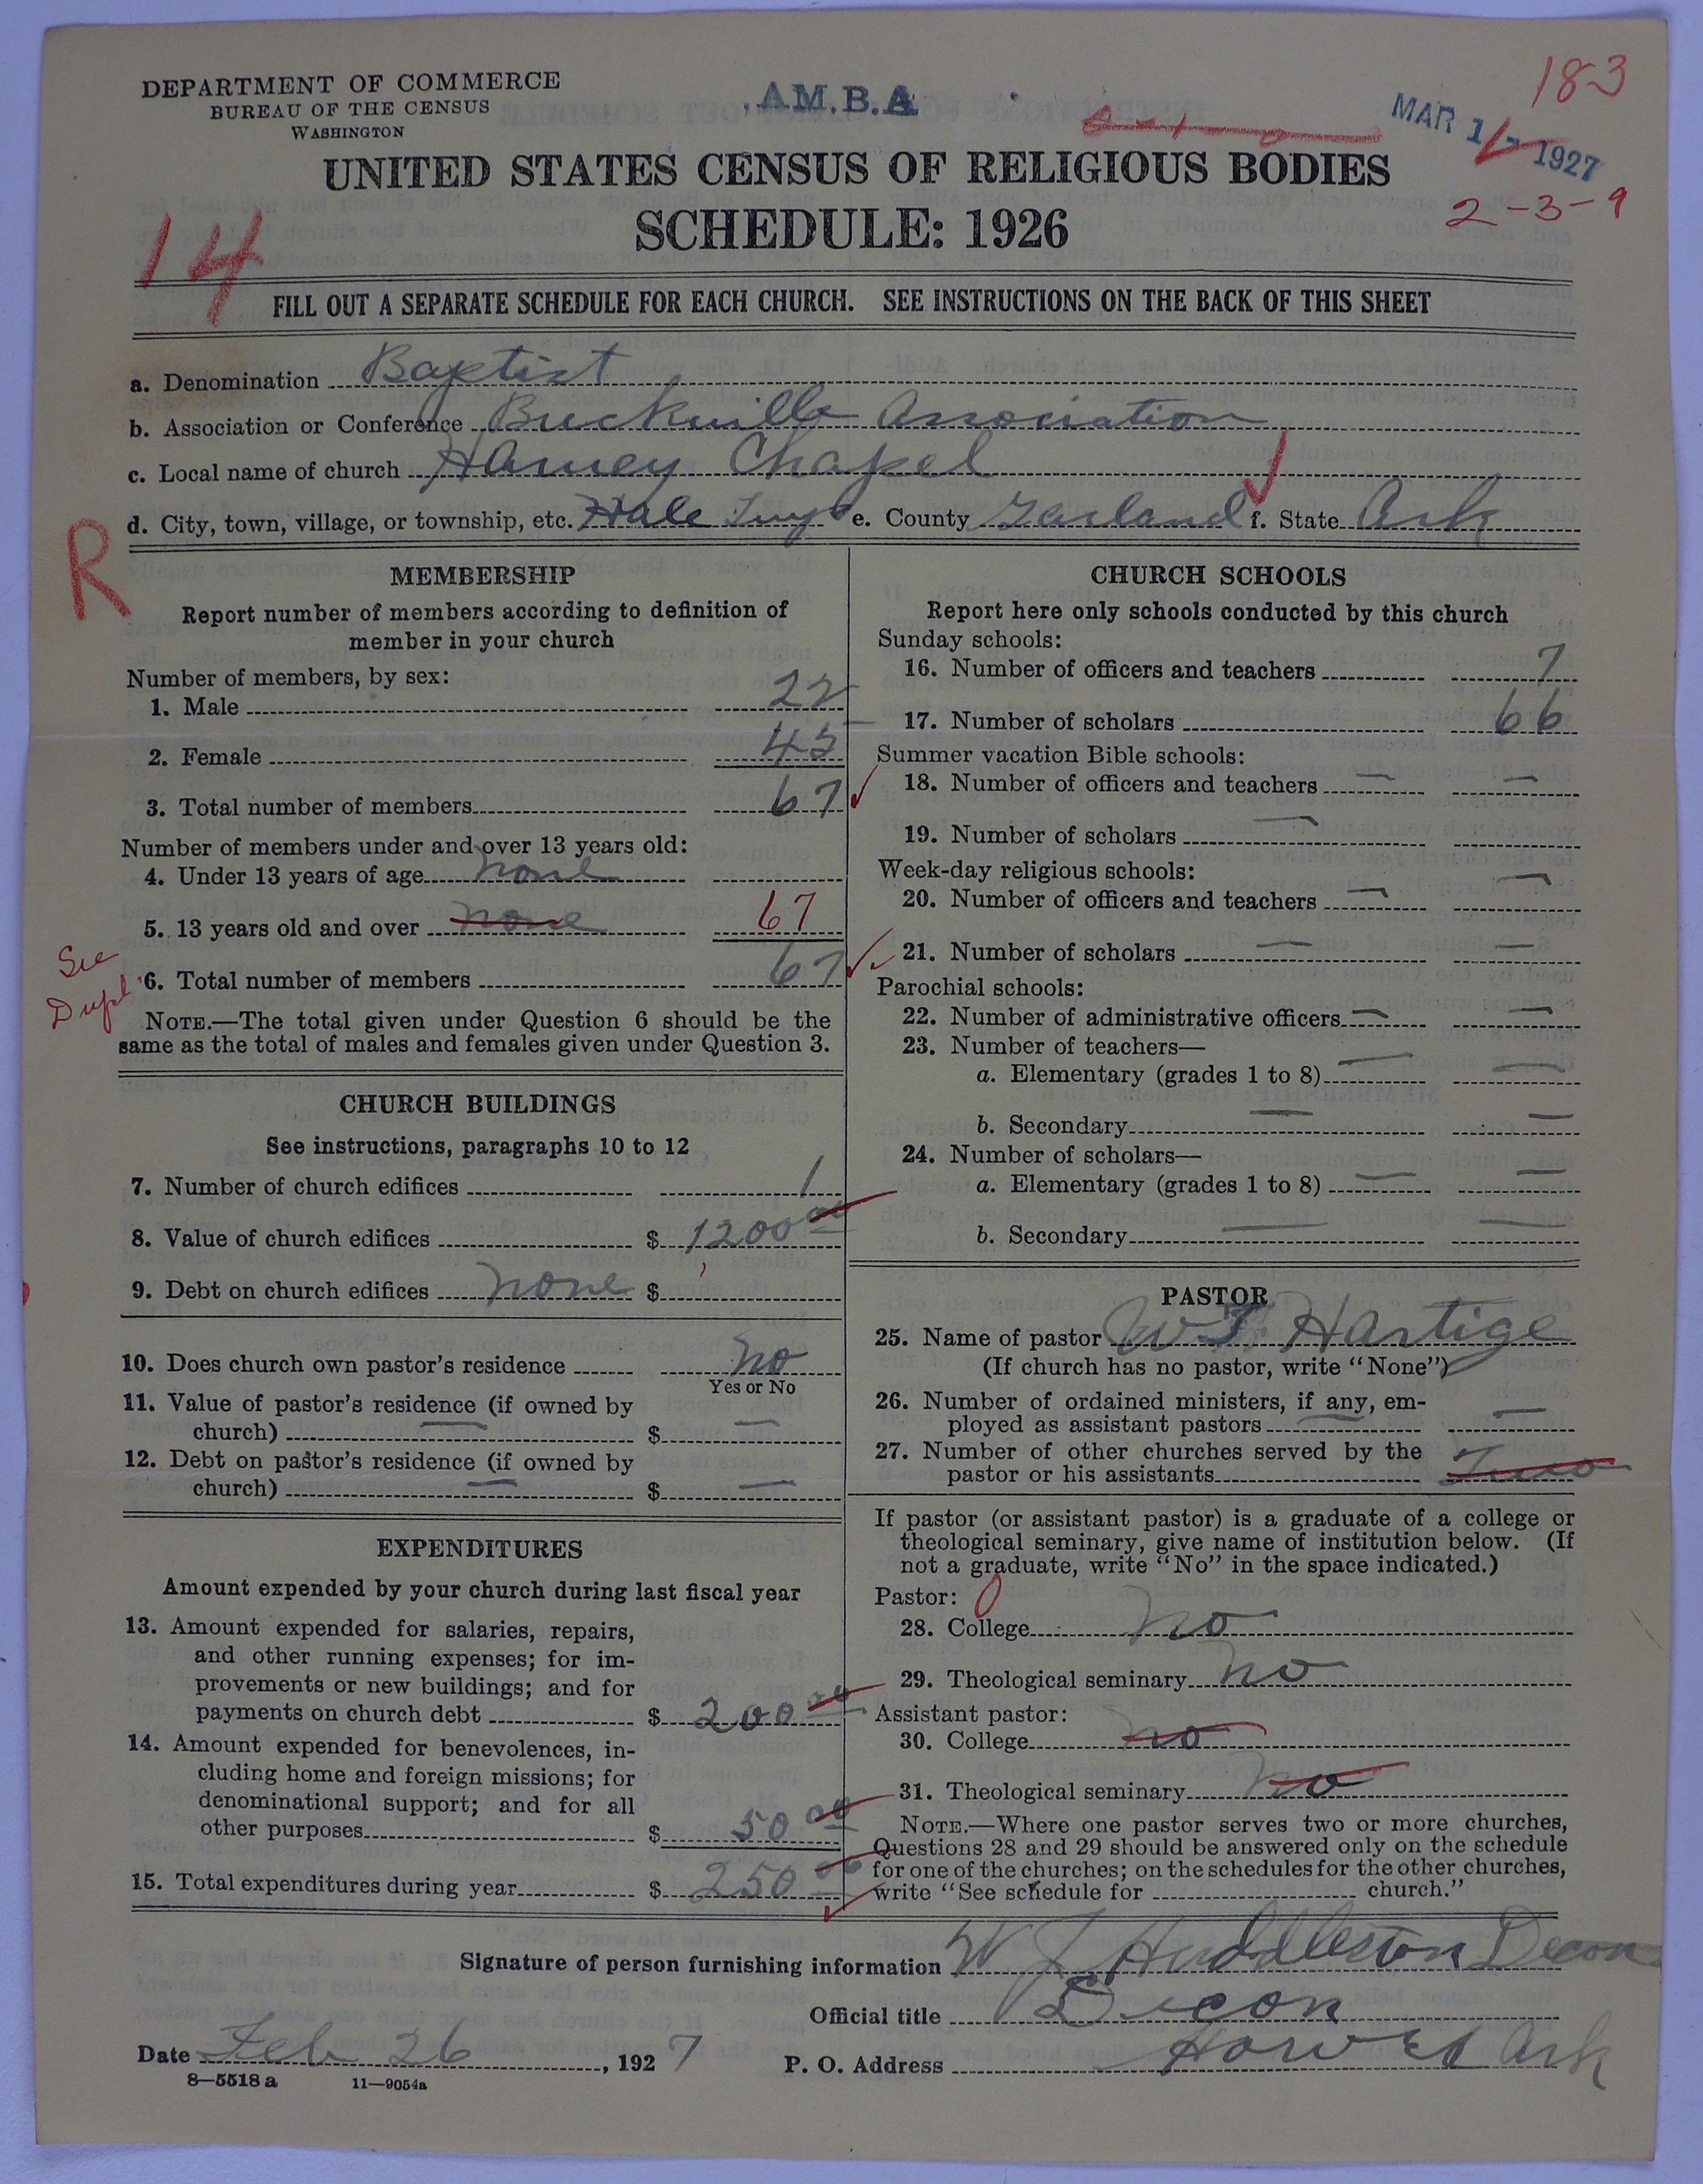 DEPARTMENT OF COMMERCE
BUREAU OF THE CENSUS
WASHINGTON
A.M.B.A
183
MAR 1 - 1927
2-3-9
UNITED STATES CENSUS OF RELIGIOUS BODIES
SCHEDULE: 1926
14
FILL OUT A SEPARATE SCHEDULE FOR EACH CHURCH. SEE INSTRUCTIONS ON THE BACK OF THIS SHEET
a. Denomination Baptist
b. Association or Conference Buckville Association
c. Local name of church Harvey Chapel
d. City, town, village, or township, etc. Hale Twp e. County Garland f. State Ark
R
MEMBERSHIP
Report number of members according to definition of
member in your church
Number of members, by sex:
1. Male 22
2. Female 45
3. Total number of members 67
Number of members under and over 13 years old:
4. Under 13 years of age none
5. 13 years old and over none 67
See
Dupl.
6. Total number of members 67
NOTE.—The total given under Question 6 should be the
same as the total of males and females given under Question 3.
CHURCH BUILDINGS
See instructions, paragraphs 10 to 12
7. Number of church edifices 1
8. Value of church edifices $ 1200 00
9. Debt on church edifices none $
10. Does church own pastor's residence no
Yes or No
11. Value of pastor's residence (if owned by
church) — $ —
12. Debt on pastor's residence (if owned by
church) — $ —
EXPENDITURES
Amount expended by your church during last fiscal year
13. Amount expended for salaries, repairs,
and other running expenses; for im-
provements or new buildings; and for
payments on church debt $ 200 00
14. Amount expended for benevolences, in-
cluding home and foreign missions; for
denominational support; and for all
other purposes $ 50 00
15. Total expenditures during year $ 250 00
CHURCH SCHOOLS
Report here only schools conducted by this church
Sunday schools:
16. Number of officers and teachers 7
17. Number of scholars 66
Summer vacation Bible schools:
18. Number of officers and teachers — —
19. Number of scholars —
Week-day religious schools:
20. Number of officers and teachers — —
21. Number of scholars — —
Parochial schools:
22. Number of administrative officers — —
23. Number of teachers—
a. Elementary (grades 1 to 8) — —
b. Secondary — —
24. Number of scholars—
a. Elementary (grades 1 to 8) — —
b. Secondary — —
PASTOR
25. Name of pastor W T Hartige
(If church has no pastor, write "None")
26. Number of ordained ministers, if any, em-
ployed as assistant pastors — —
27. Number of other churches served by the
pastor or his assistants Two
If pastor (or assistant pastor) is a graduate of a college or
theological seminary, give name of institution below. (If
not a graduate, write "No" in the space indicated.)
Pastor: 0
28. College no
29. Theological seminary no
Assistant pastor:
30. College no
31. Theological seminary no
NOTE.—Where one pastor serves two or more churches,
Questions 28 and 29 should be answered only on the schedule
for one of the churches; on the schedules for the other churches,
write "See schedule for church."
Signature of person furnishing information W J Huddleston Decon
Official title Decon
Date Feb 26, 1927 P. O. Address Ark
8—5518 a 11—9054a